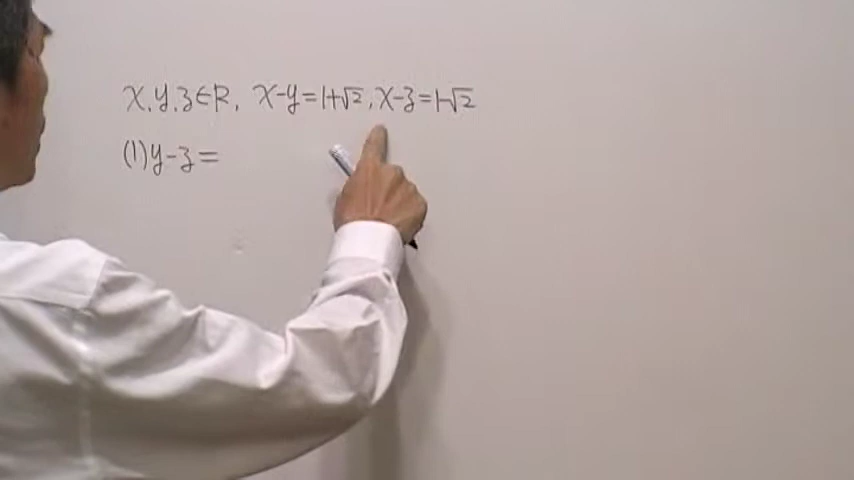 x,y,z∈R, x-y=1+√2, x-z=1-√2
(1)y-z=